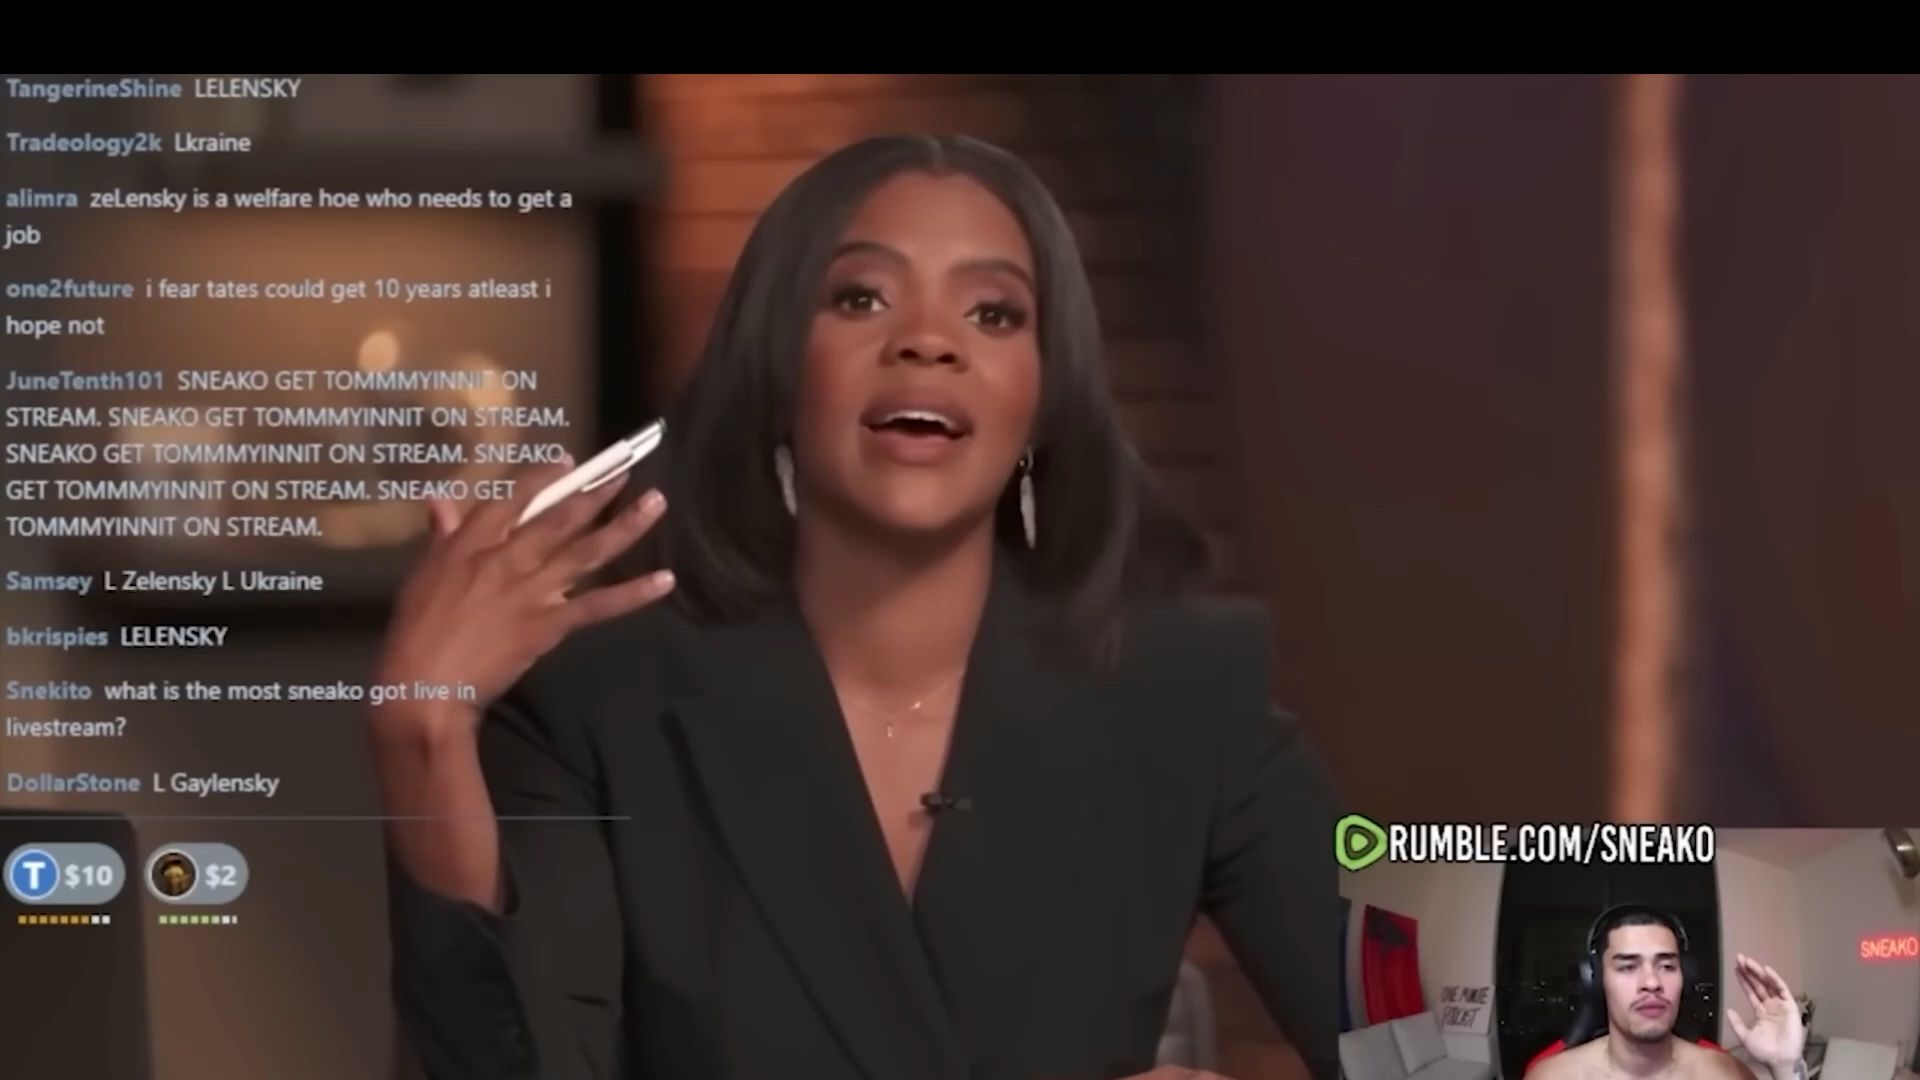 TangerineShine LELENSKY
Tradeology2k Lkraine
alimra zeLensky is a welfare hoe who needs to get a
job
one2future i fear tates could get 10 years atleast i
hope not
JuneTenth101 SNEAKO GET TOMMMYINNIT ON
STREAM. SNEAKO GET TOMMMYINNIT ON STREAM.
SNEAKO GET TOMMMYINNIT ON STREAM. SNEAKO
GET TOMMMYINNIT ON STREAM. SNEAKO GET
TOMMMYINNIT ON STREAM.
Samsey L Zelensky L Ukraine
bkrispies LELENSKY
Snekito what is the most sneako got live in
livestream?
DollarStone L Gaylensky
T $10 $2
RUMBLE.COM/SNEAKO
SNEAKO
ONE MINUTE
PODCAST